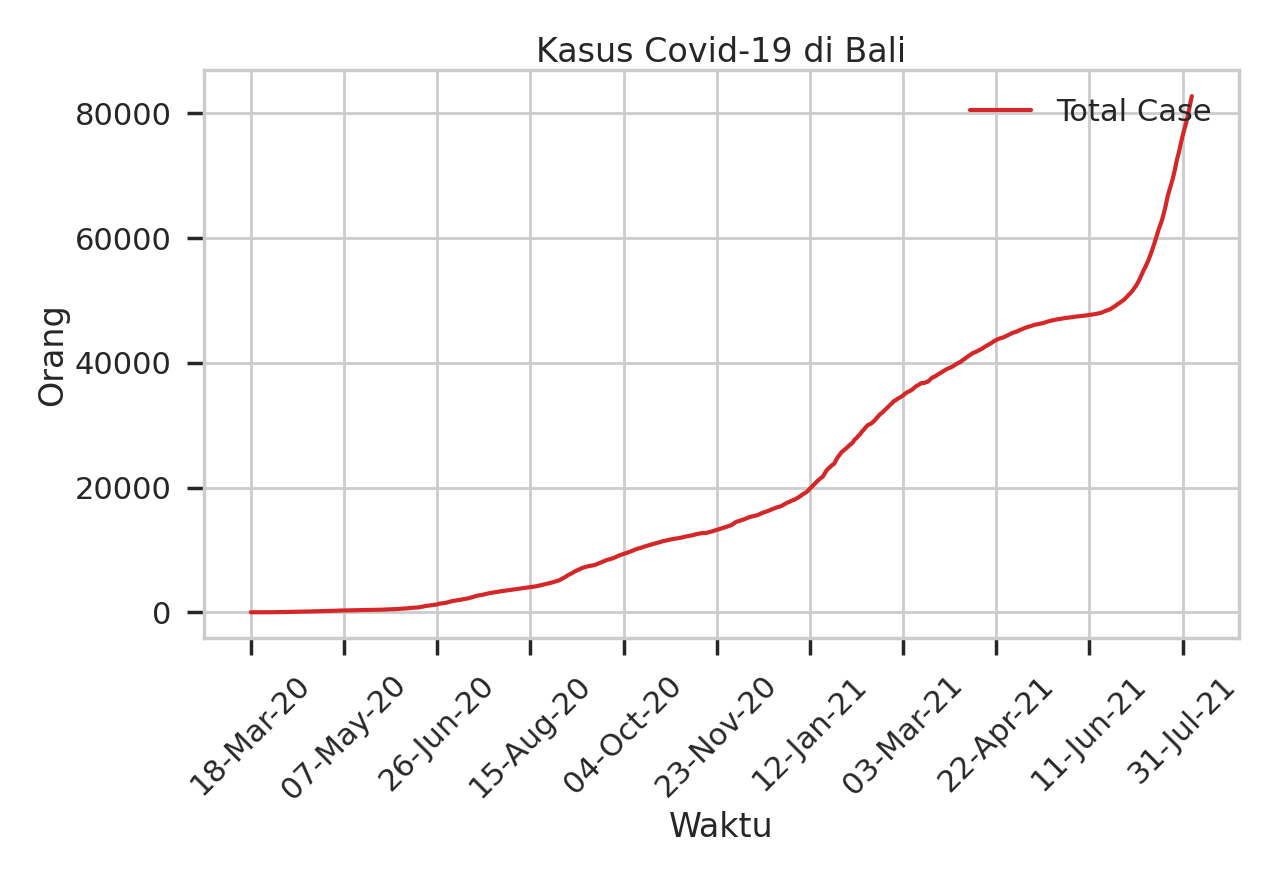 Kasus Covid-19 di Bali
Total Case
Orang
80000
60000
40000
20000
0
18-Mar-20
07-May-20
26-Jun-20
15-Aug-20
04-Oct-20
23-Nov-20
12-Jan-21
03-Mar-21
22-Apr-21
11-Jun-21
31-Jul-21
Waktu